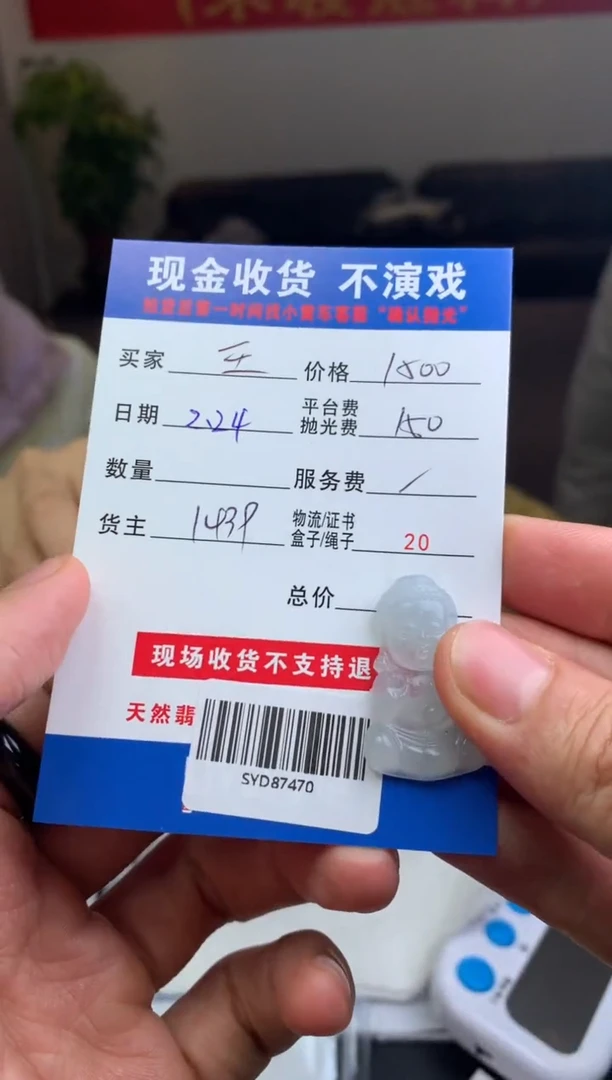 现金收货 不演戏
买家 王 价格 1800
日期 2.24 平台费 抛光费 150
数量 服务费 /
货主 1439 物流/证书 盒子/绳子 20
总价
现场收货不支持退
天然翡
SYD87470